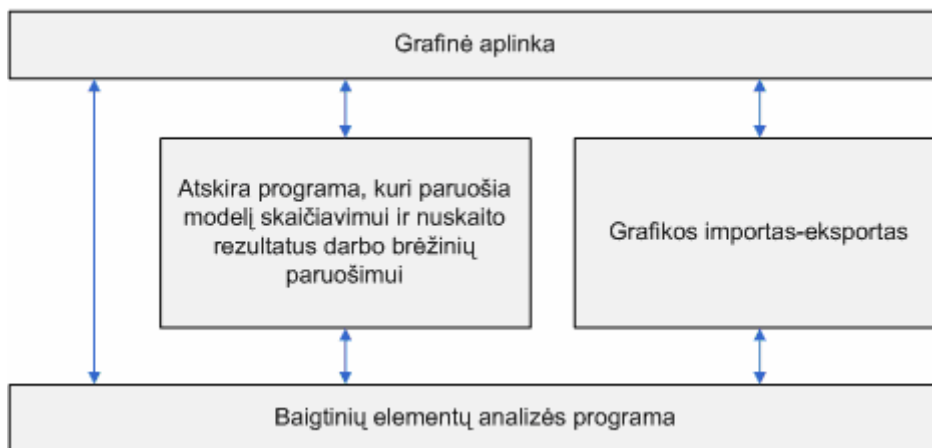 Grafinė aplinka
Atskira programa, kuri paruošia
modelį skaičiavimui ir nuskaito
rezultatus darbo brėžinių
paruošimui
Grafikos importas-eksportas
Baigtinių elementų analizės programa